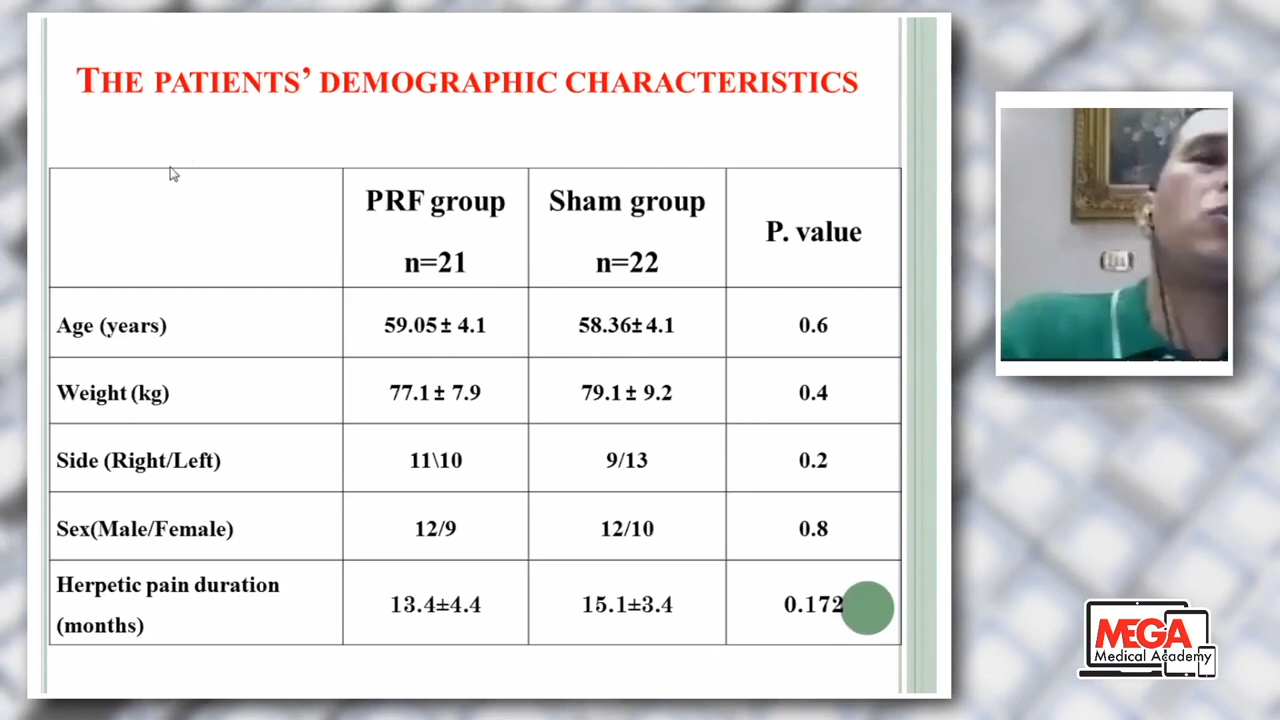 THE PATIENTS' DEMOGRAPHIC CHARACTERISTICS
PRF group
n=21
Sham group
n=22
P. value
Age (years) 59.05± 4.1 58.36±4.1 0.6
Weight (kg) 77.1± 7.9 79.1± 9.2 0.4
Side (Right/Left) 11\10 9/13 0.2
Sex(Male/Female) 12/9 12/10 0.8
Herpetic pain duration
(months) 13.4±4.4 15.1±3.4 0.172
MEGA
Medical Academy